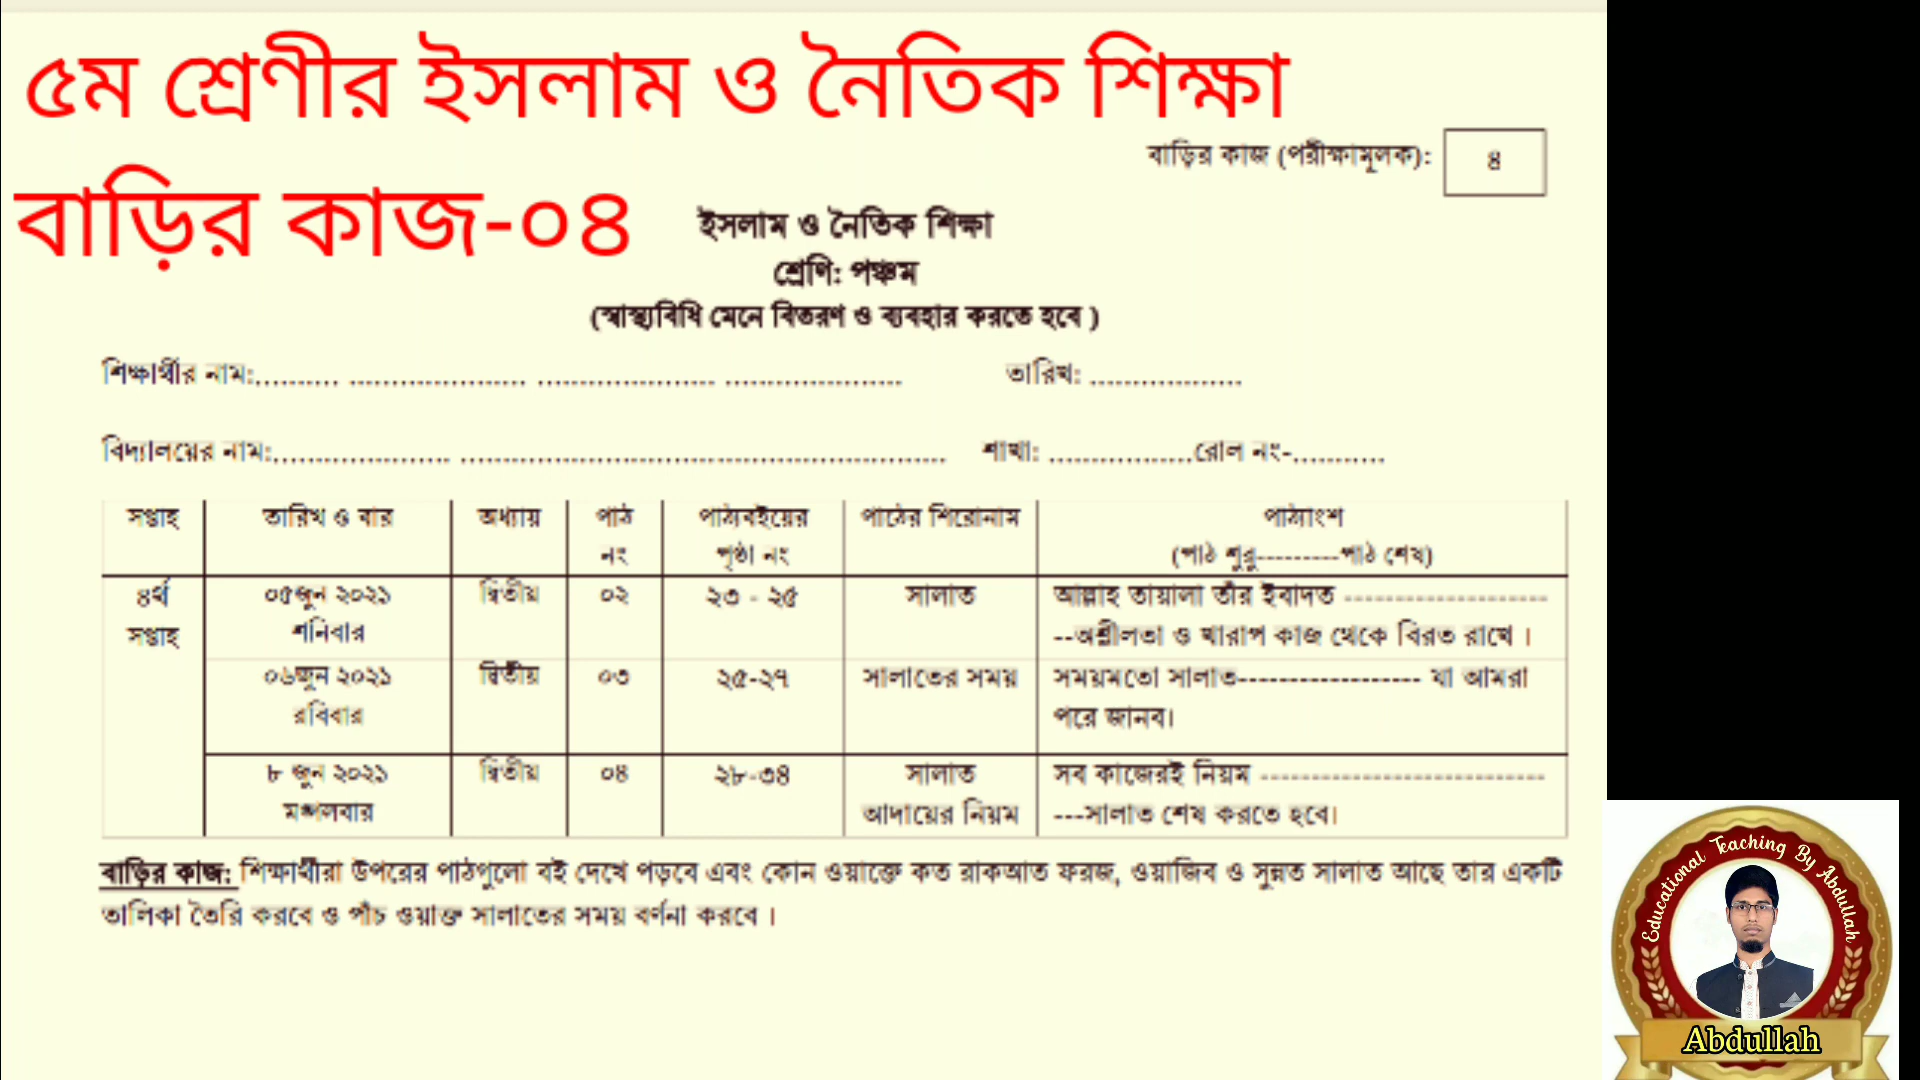 ৫ম শ্রেণীর ইসলাম ও নৈতিক শিক্ষা
বাড়ির কাজ-০৪
বাড়ির কাজ (পরীক্ষামূলক): ৪
ইসলাম ও নৈতিক শিক্ষা
শ্রেণি: পঞ্চম
(স্বাস্থ্যবিধি মেনে বিতরণ ও ব্যবহার করতে হবে )
শিক্ষার্থীর নাম:.......... ..................... ..................... ..................... তারিখ: ..................
বিদ্যালয়ের নাম:..................... ......................................................... শাখা: .................রোল নং-...........
সপ্তাহ তারিখ ও বার অধ্যায় পাঠ পাঠ্যবইয়ের পাঠের শিরোনাম পাঠ্যাংশ
নং পৃষ্ঠা নং (পাঠ শুরু---------পাঠ শেষ)
৪র্থ ০৫জুন ২০২১ দ্বিতীয় ০২ ২৩ - ২৫ সালাত আল্লাহ তায়ালা তাঁর ইবাদত ---------------------
সপ্তাহ শনিবার --অশ্লীলতা ও খারাপ কাজ থেকে বিরত রাখে ।
০৬জুন ২০২১ দ্বিতীয় ০৩ ২৫-২৭ সালাতের সময় সময়মতো সালাত------------------- যা আমরা
রবিবার পরে জানব।
৮ জুন ২০২১ দ্বিতীয় ০৪ ২৮-৩৪ সালাত সব কাজেরই নিয়ম -----------------------------
মঙ্গলবার আদায়ের নিয়ম ---সালাত শেষ করতে হবে।
বাড়ির কাজ: শিক্ষার্থীরা উপরের পাঠগুলো বই দেখে পড়বে এবং কোন ওয়াক্তে কত রাকআত ফরজ, ওয়াজিব ও সুন্নত সালাত আছে তার একটি
তালিকা তৈরি করবে ও পাঁচ ওয়াক্ত সালাতের সময় বর্ণনা করবে ।
Educational Teaching By Abdullah
Abdullah